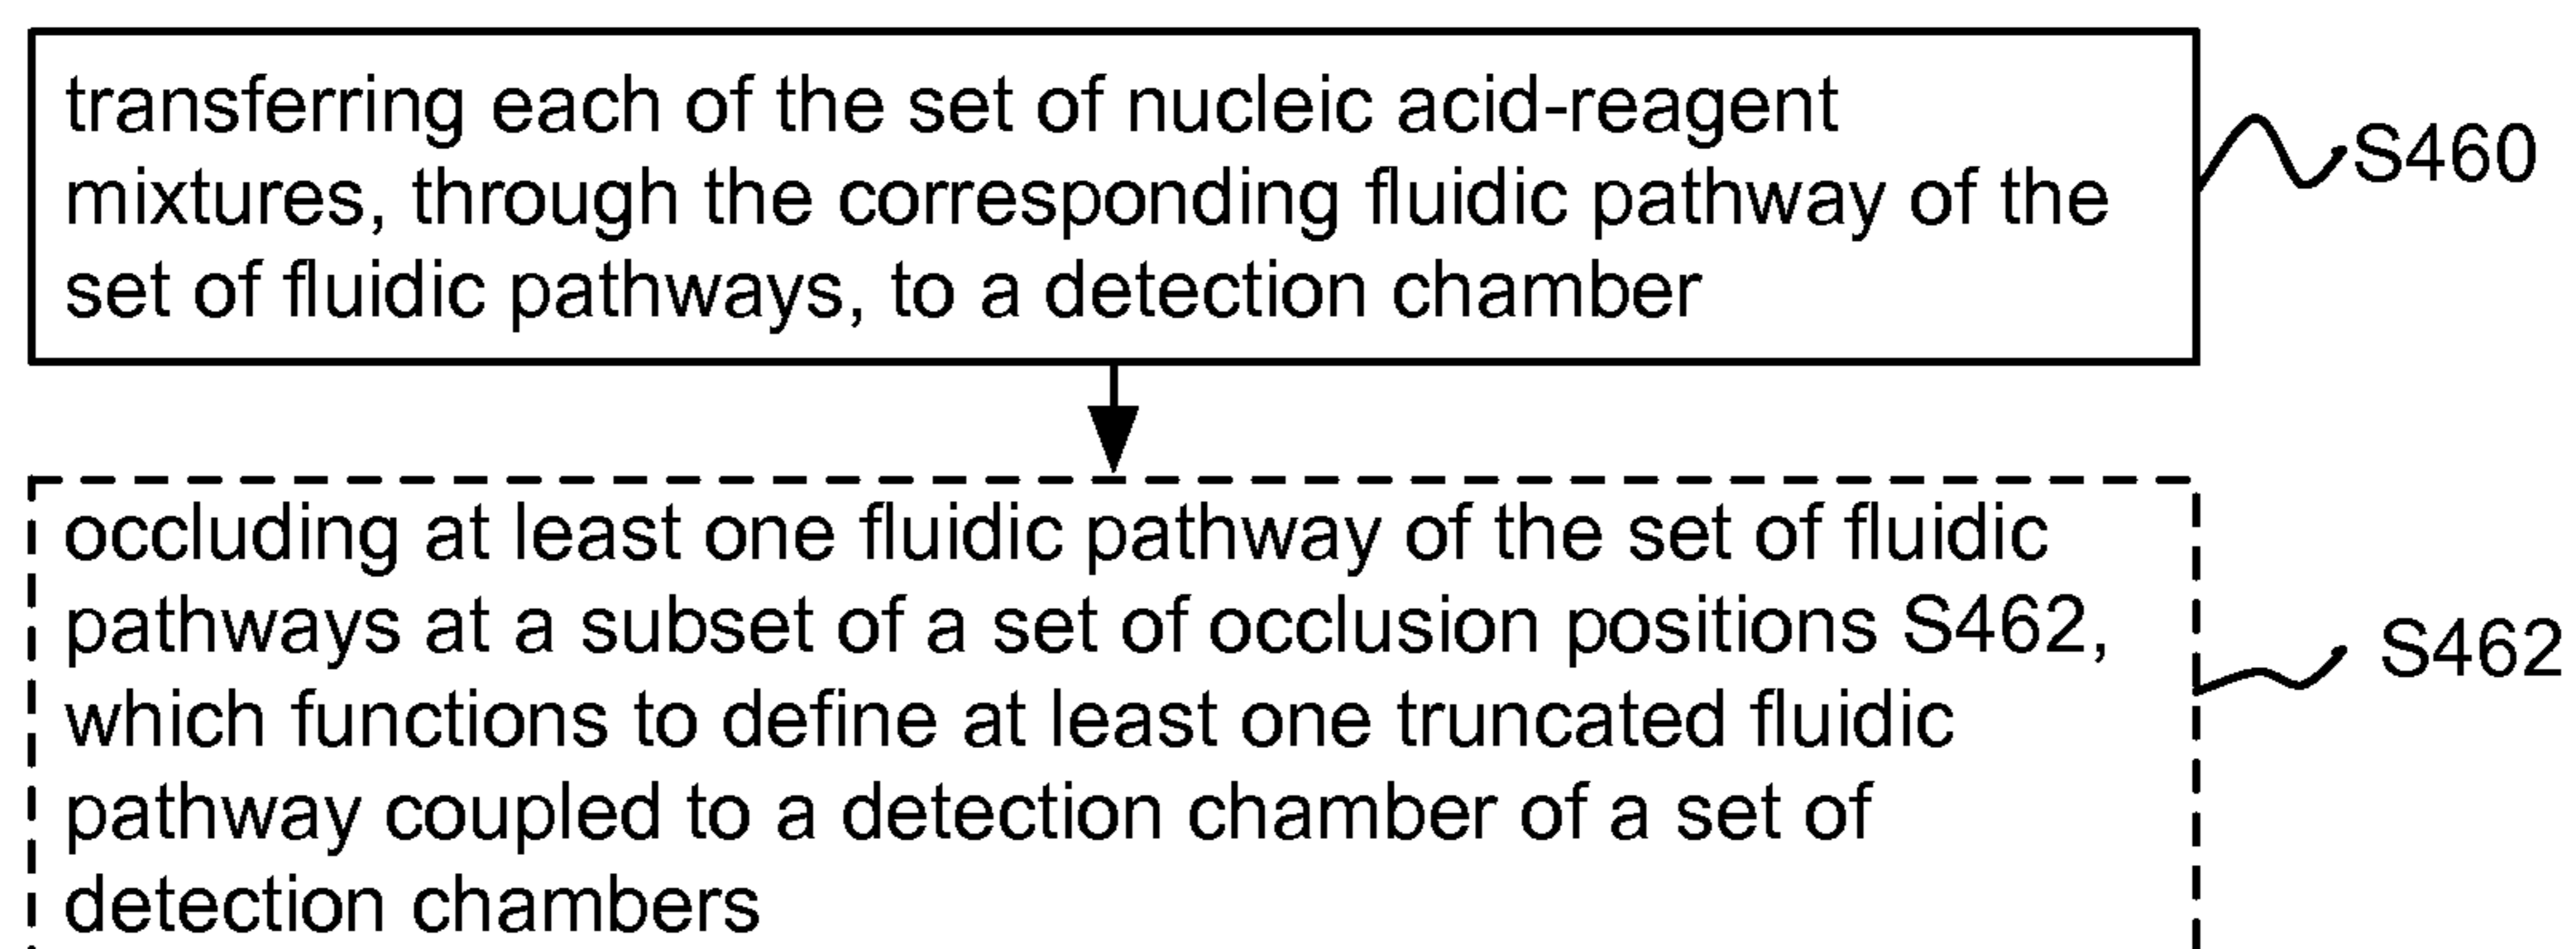 transferring each of the set of nucleic acid-reagent
mixtures, through the corresponding fluidic pathway of the
set of fluidic pathways, to a detection chamber
S460
occluding at least one fluidic pathway of the set of fluidic
pathways at a subset of a set of occlusion positions S462,
which functions to define at least one truncated fluidic
pathway coupled to a detection chamber of a set of
detection chambers
S462